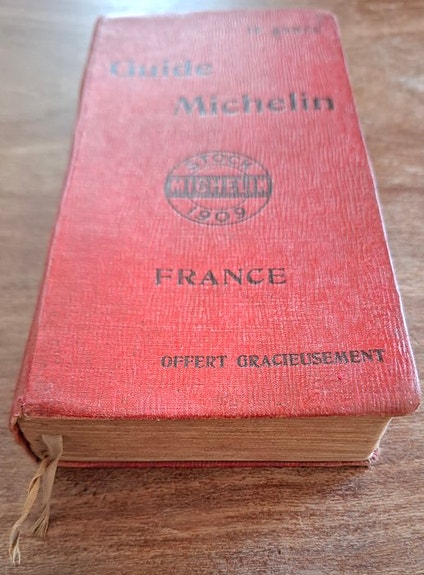 Guide
Michelin
STOCK
MICHELIN
1909
FRANCE
OFFERT GRACIEUSEMENT